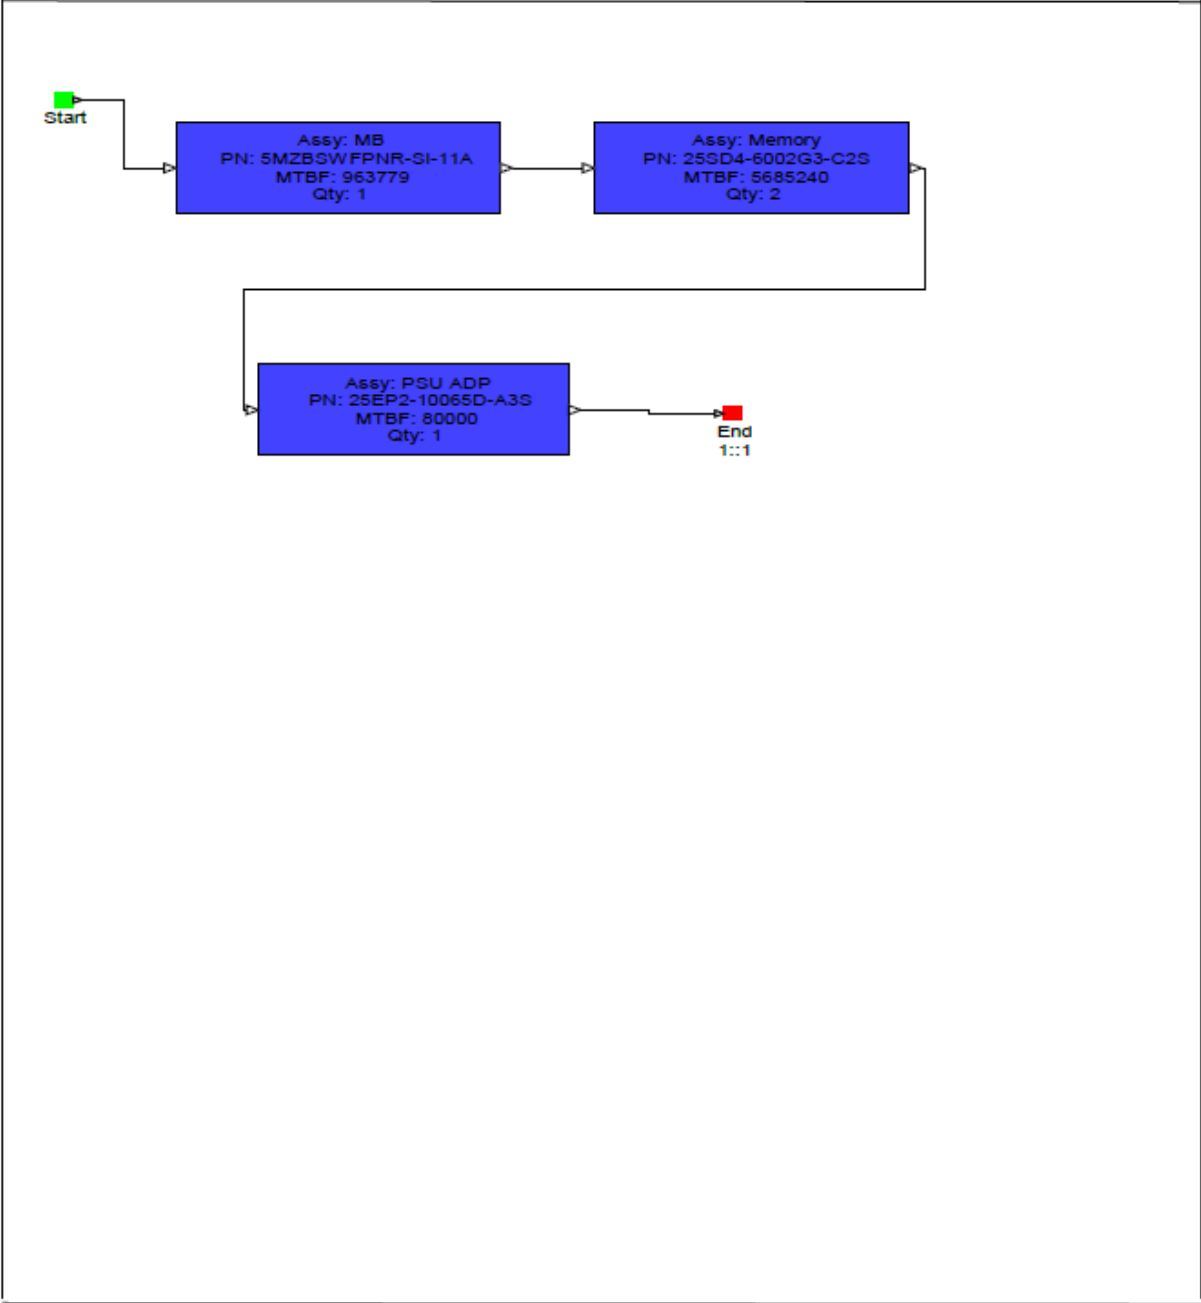 Start
Assy: MB
PN: 5MZBSWFPNR-SI-11A
MTBF: 963779
Qty: 1
Assy: Memory
PN: 25SD4-6002G3-C2S
MTBF: 5685240
Qty: 2
Assy: PSU ADP
PN: 25EP2-10065D-A3S
MTBF: 80000
Qty: 1
End
1::1